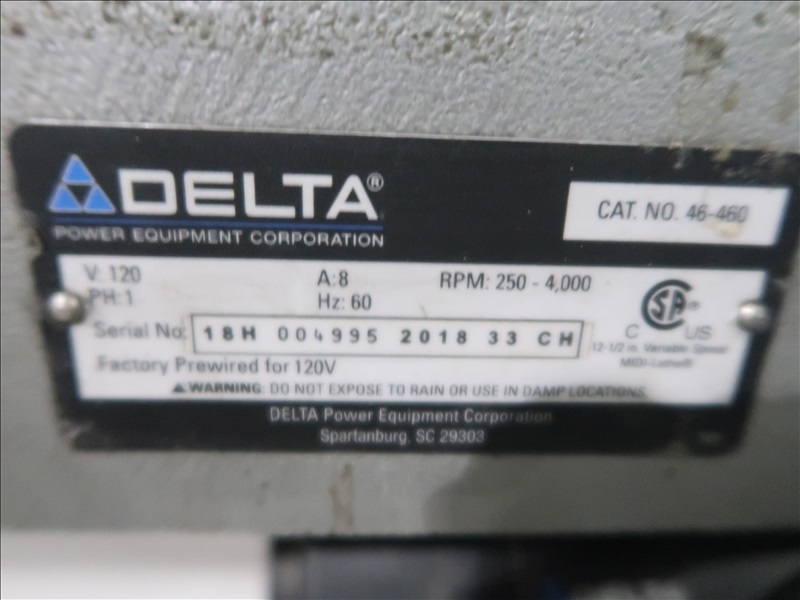 DELTA®
POWER EQUIPMENT CORPORATION
CAT. NO. 46-460
V: 120 A:8 RPM: 250 - 4,000
PH:1 Hz: 60
Serial No: 18H 004995 2018 33 CH
SA®
C US
12-1/2 in. Variable Speed
MIDI-Lathe®
Factory Prewired for 120V
WARNING: DO NOT EXPOSE TO RAIN OR USE IN DAMP LOCATIONS.
DELTA Power Equipment Corporation
Spartanburg, SC 29303